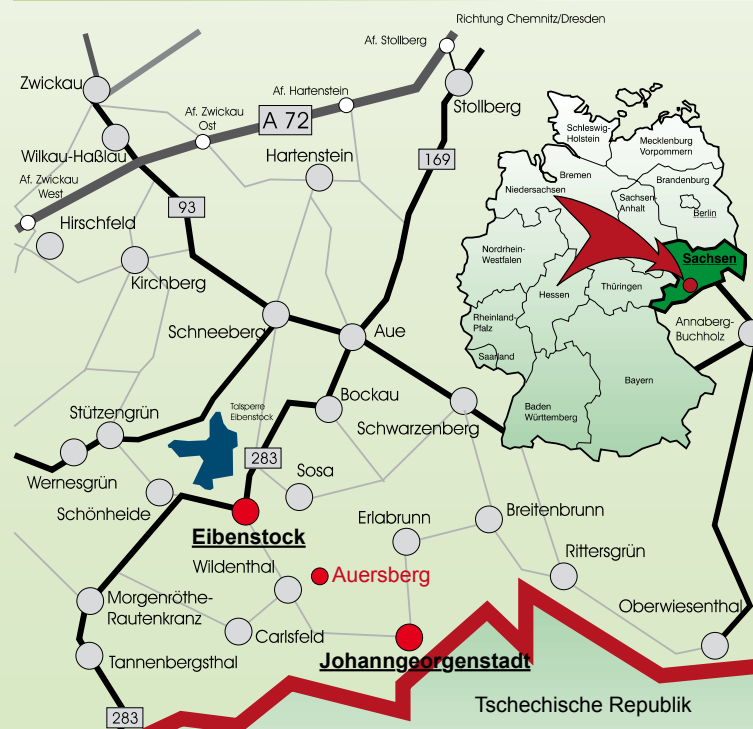 Richtung Chemnitz/Dresden
Af. Stollberg
Zwickau
Af. Hartenstein
Stollberg
Af. Zwickau
Ost
A 72
Wilkau-Haßlau
Hartenstein
169
Af. Zwickau
West
93
Hirschfeld
Kirchberg
Schneeberg
Aue
Schleswig-
Holstein
Mecklenburg
Vorpommern
Bremen
Niedersachsen
Brandenburg
Sachsen-
Anhalt
Berlin
Nordrhein-
Westfalen
Sachsen
Hessen
Thüringen
Rheinland-
Pfalz
Saarland
Bayern
Baden
Württemberg
Annaberg-
Buchholz
Bockau
Stützengrün
Talsperre
Eibenstock
Schwarzenberg
Wernesgrün
283
Sosa
Schönheide
Eibenstock
Erlabrunn
Breitenbrunn
Wildenthal
Auersberg
Rittersgrün
Morgenröthe-
Rautenkranz
Oberwiesenthal
Carlsfeld
Tannenbergsthal
Johanngeorgenstadt
283
Tschechische Republik